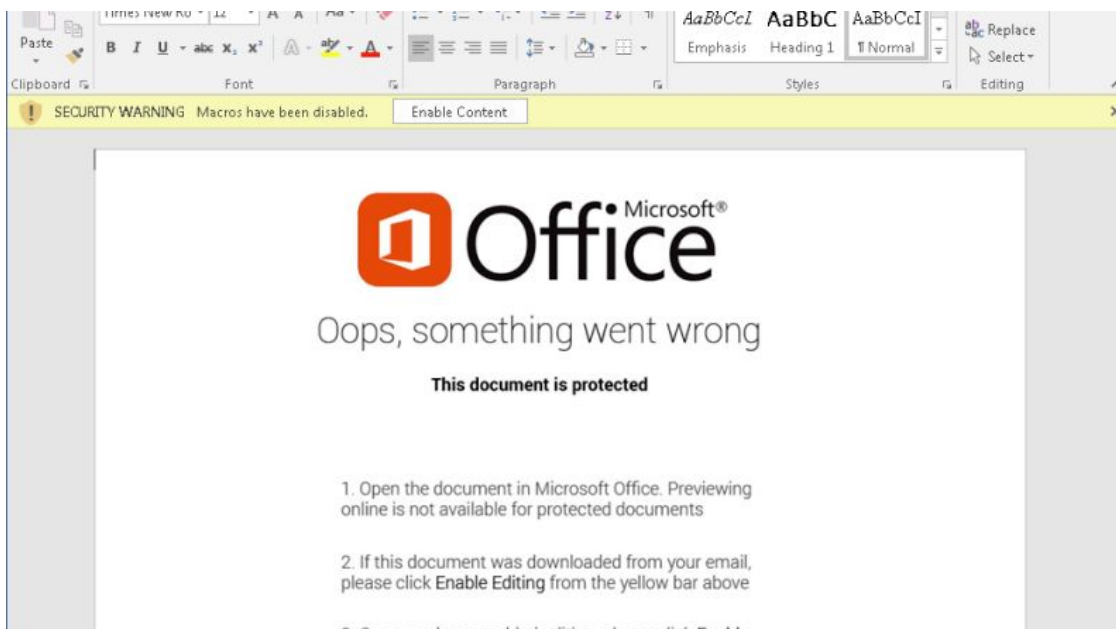 Paste
B I U abc X₂ X² A A
AaBbCcI AaBbC AaBbCcI
Emphasis Heading 1 ¶ Normal
Replace
Select
Clipboard Font Paragraph Styles Editing
SECURITY WARNING Macros have been disabled. Enable Content
Microsoft®
Office
Oops, something went wrong
This document is protected
1. Open the document in Microsoft Office. Previewing
online is not available for protected documents
2. If this document was downloaded from your email,
please click Enable Editing from the yellow bar above